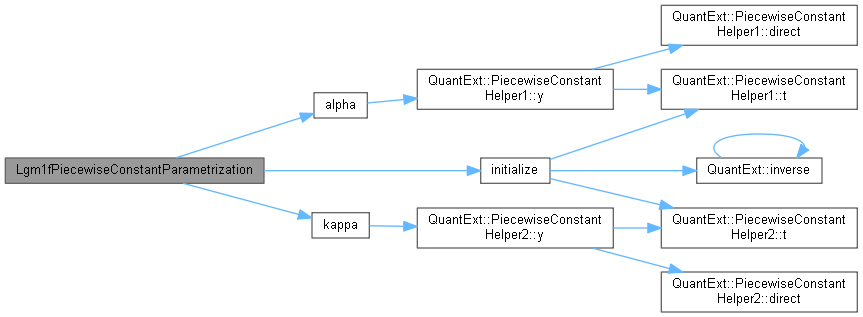 Lgm1fPiecewiseConstantParametrization
alpha
initialize
kappa
QuantExt::PiecewiseConstant
Helper1::y
QuantExt::PiecewiseConstant
Helper2::y
QuantExt::PiecewiseConstant
Helper1::direct
QuantExt::PiecewiseConstant
Helper1::t
QuantExt::inverse
QuantExt::PiecewiseConstant
Helper2::t
QuantExt::PiecewiseConstant
Helper2::direct